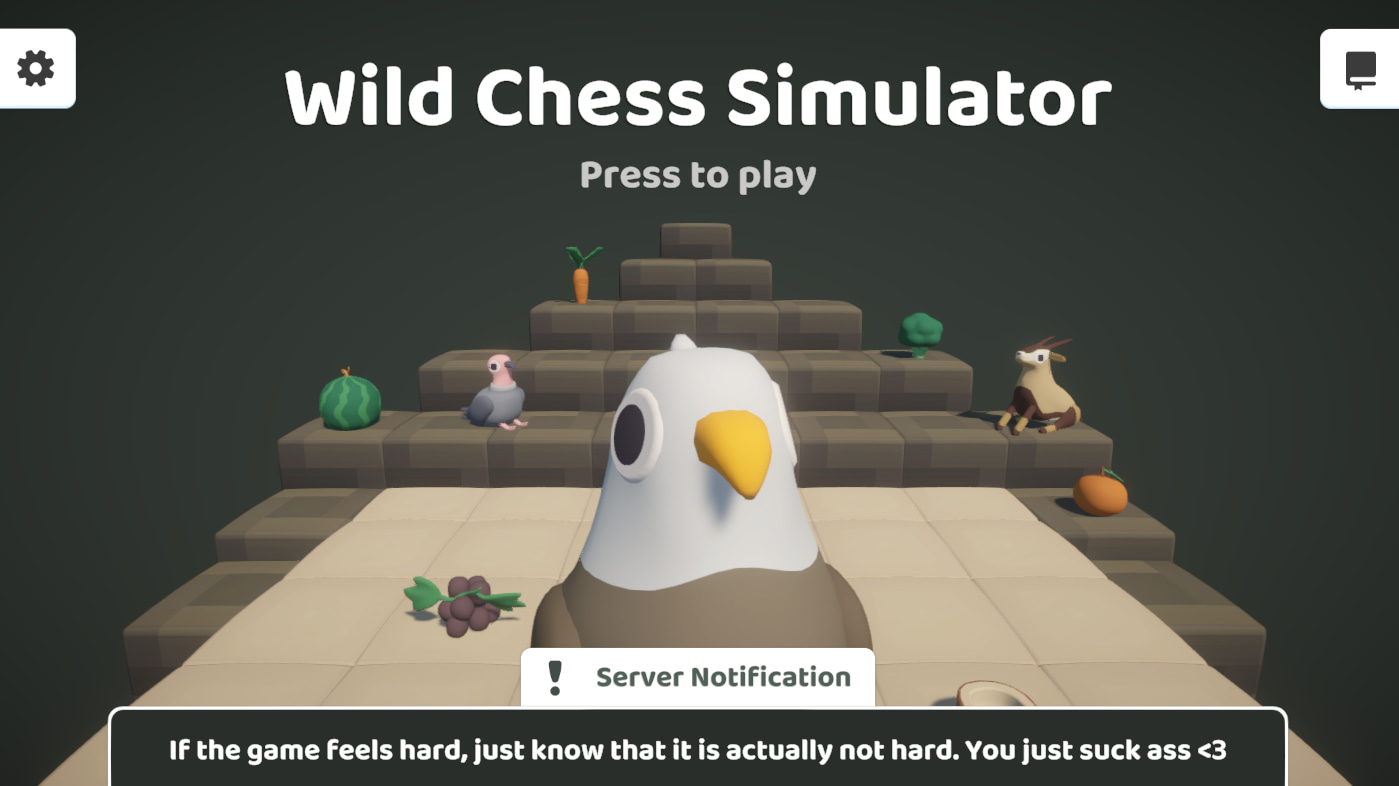 Wild Chess Simulator
Press to play
Server Notification
If the game feels hard, just know that it is actually not hard. You just suck ass <3